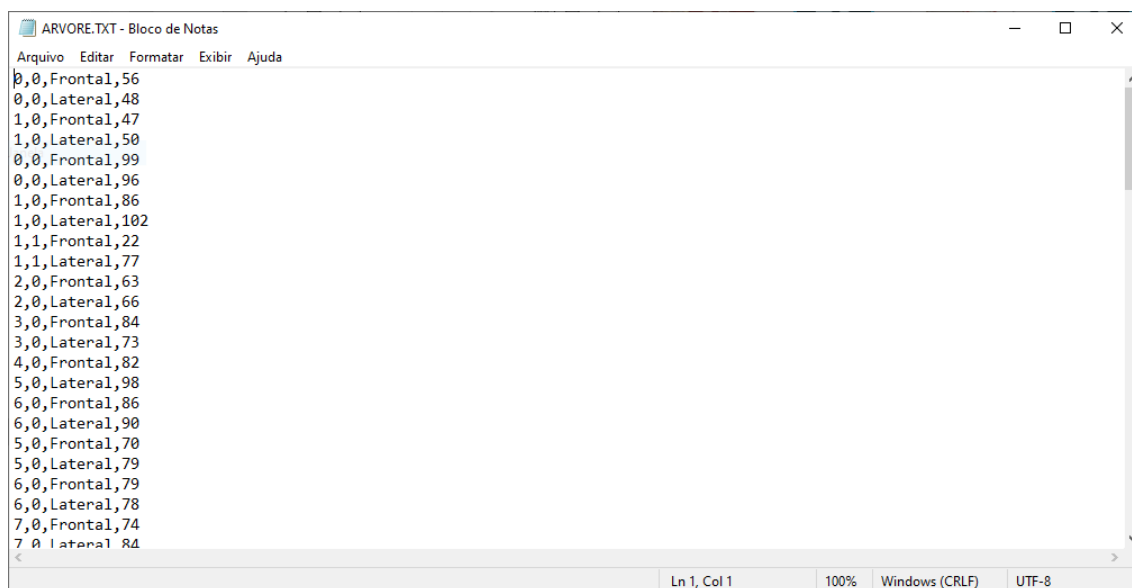 ARVORE.TXT - Bloco de Notas
Arquivo Editar Formatar Exibir Ajuda
0,0,Frontal,56
0,0,Lateral,48
1,0,Frontal,47
1,0,Lateral,50
0,0,Frontal,99
0,0,Lateral,96
1,0,Frontal,86
1,0,Lateral,102
1,1,Frontal,22
1,1,Lateral,77
2,0,Frontal,63
2,0,Lateral,66
3,0,Frontal,84
3,0,Lateral,73
4,0,Frontal,82
5,0,Lateral,98
6,0,Frontal,86
6,0,Lateral,90
5,0,Frontal,70
5,0,Lateral,79
6,0,Frontal,79
6,0,Lateral,78
7,0,Frontal,74
7,0,Lateral,84
Ln 1, Col 1 100% Windows (CRLF) UTF-8